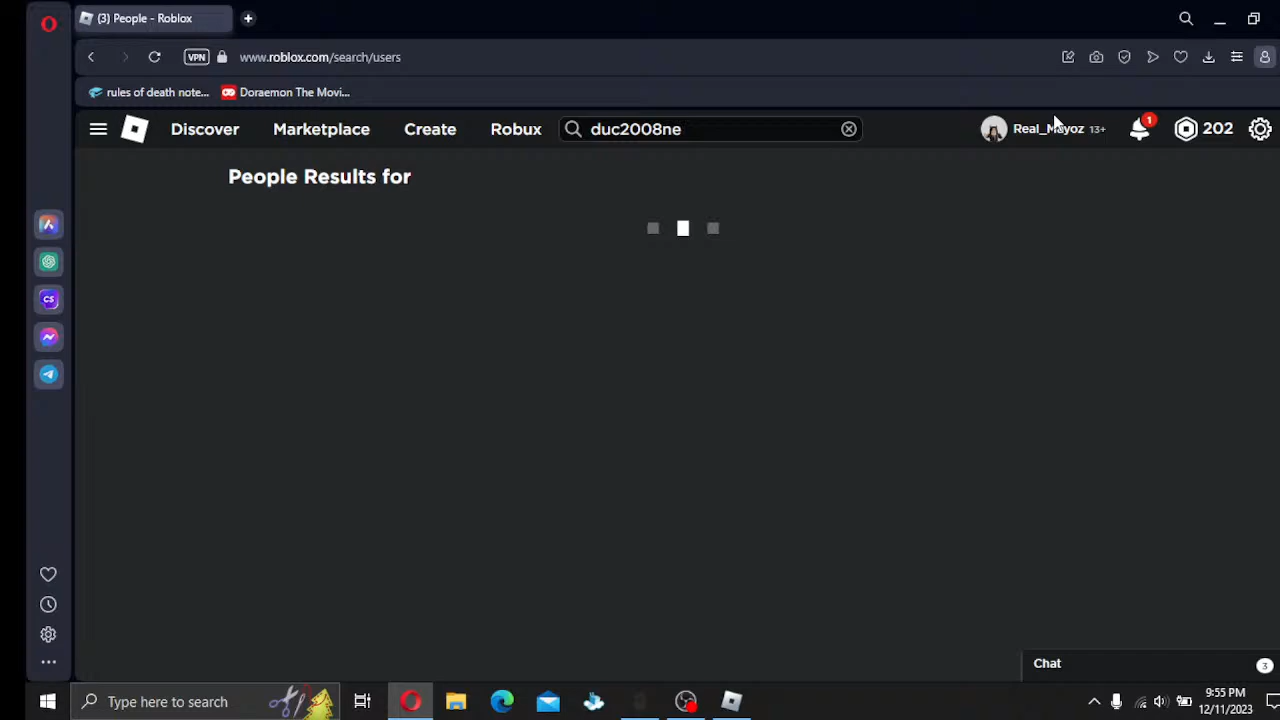 (3) People - Roblox
VPN
www.roblox.com/search/users
rules of death note...
Doraemon The Movi...
Discover
Marketplace
Create
Robux
duc2008ne
Real_Mayoz 13+
1
202
People Results for
CS
Chat
3
Type here to search
9:55 PM
12/11/2023